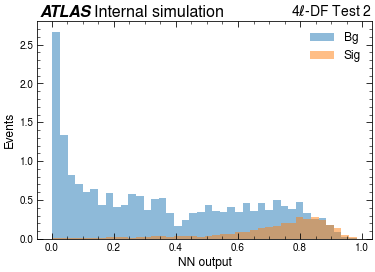 ATLAS Internal simulation 4ℓ-DF Test 2
Bg
Sig
Events
2.5
2.0
1.5
1.0
0.5
0.0
0.0 0.2 0.4 0.6 0.8 1.0
NN output